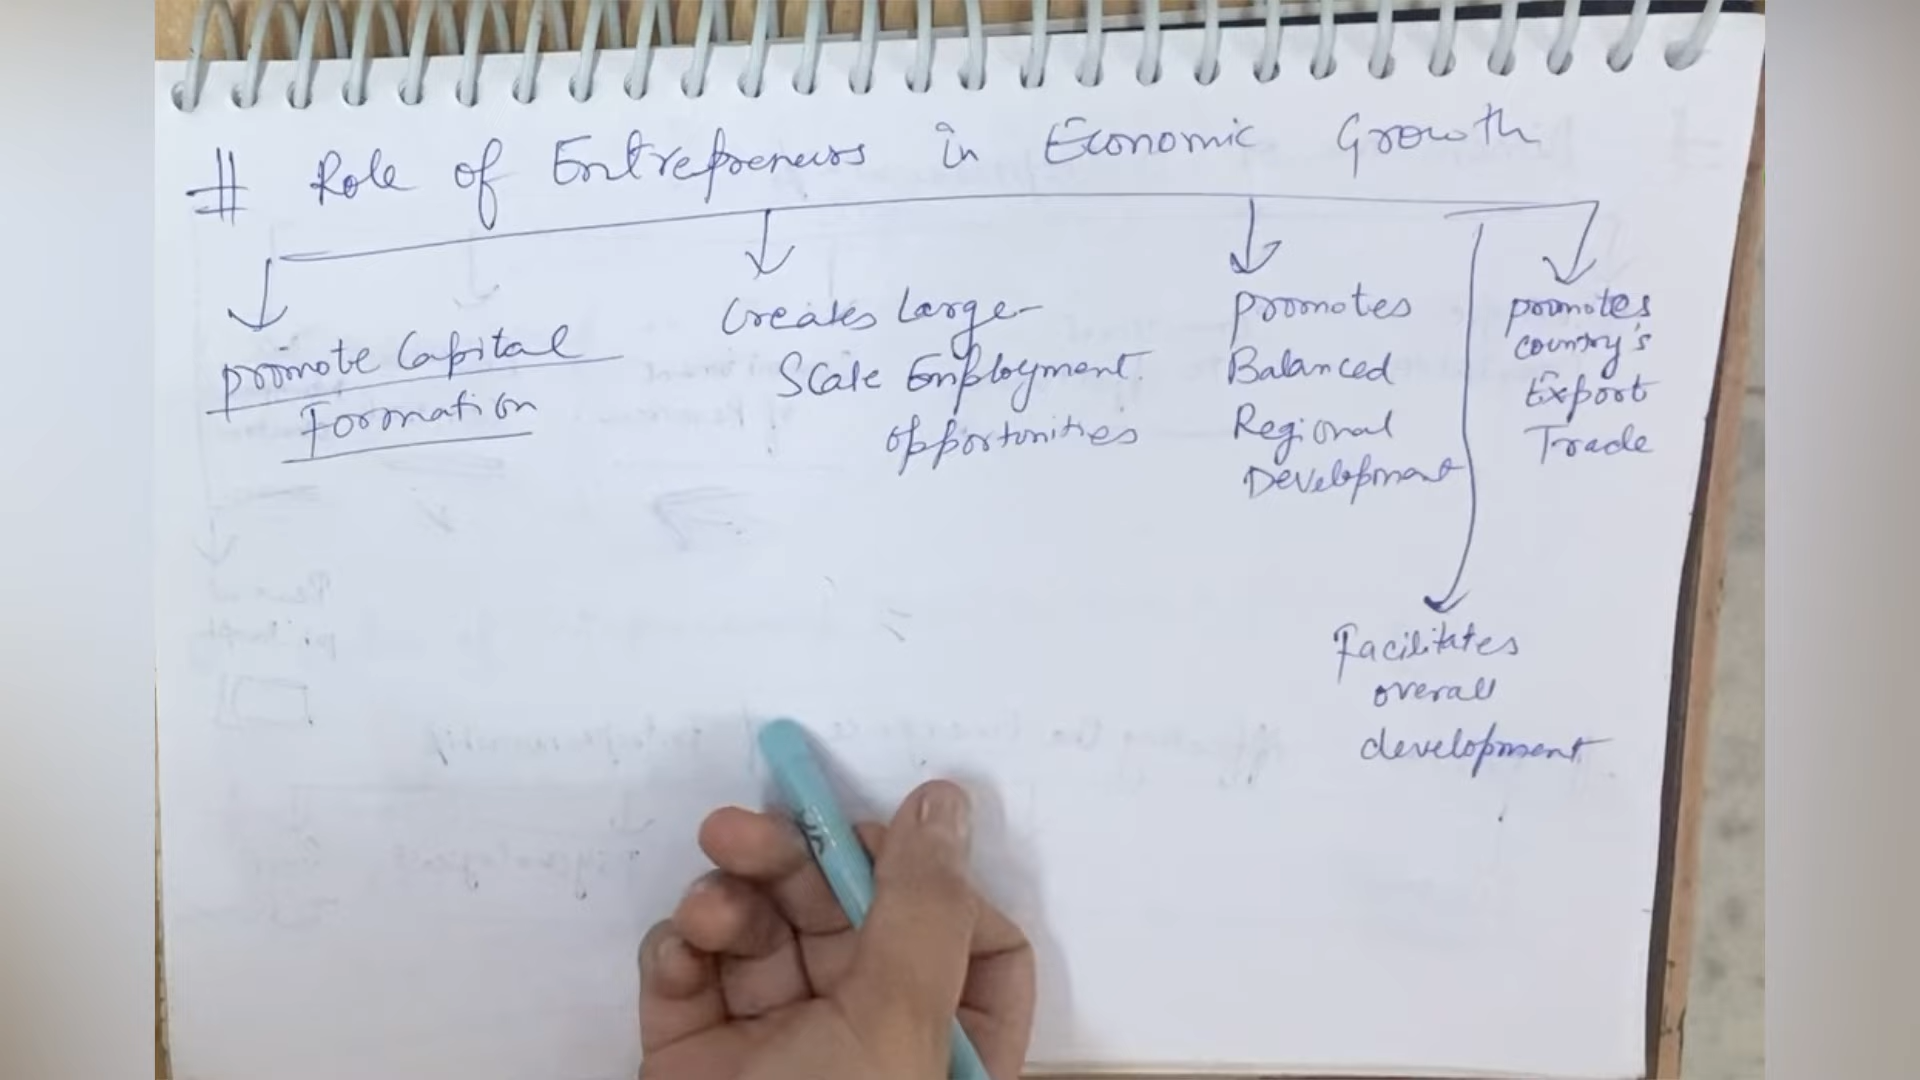 # Role of Entrepreneurs in Economic Growth
promote Capital
Formation
Creates Large-
Scale Employment
opportunities
promotes
Balanced
Regional
Development
promotes
country's
Export
Trade
Facilitates
overall
development